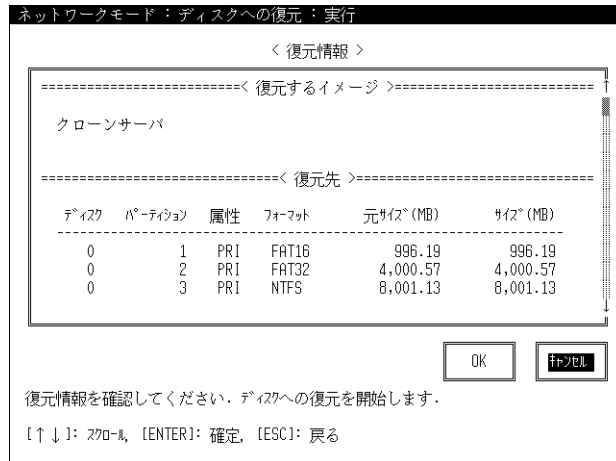 ネットワークモード：ディスクへの復元：実行
＜ 復元情報 ＞
==========================＜ 復元するイメージ ＞==========================
クローンサーバ
===============================＜ 復元先 ＞===============================
ﾃﾞｨｽｸ ﾊﾟｰﾃｨｼｮﾝ 属性 ﾌｫｰﾏｯﾄ 元ｻｲｽﾞ(MB) ｻｲｽﾞ(MB)
0 1 PRI FAT16 996.19 996.19
0 2 PRI FAT32 4,000.57 4,000.57
0 3 PRI NTFS 8,001.13 8,001.13
OK ｷｬﾝｾﾙ
復元情報を確認してください．ﾃﾞｨｽｸへの復元を開始します．
[↑↓]: ｽｸﾛｰﾙ, [ENTER]: 確定, [ESC]: 戻る